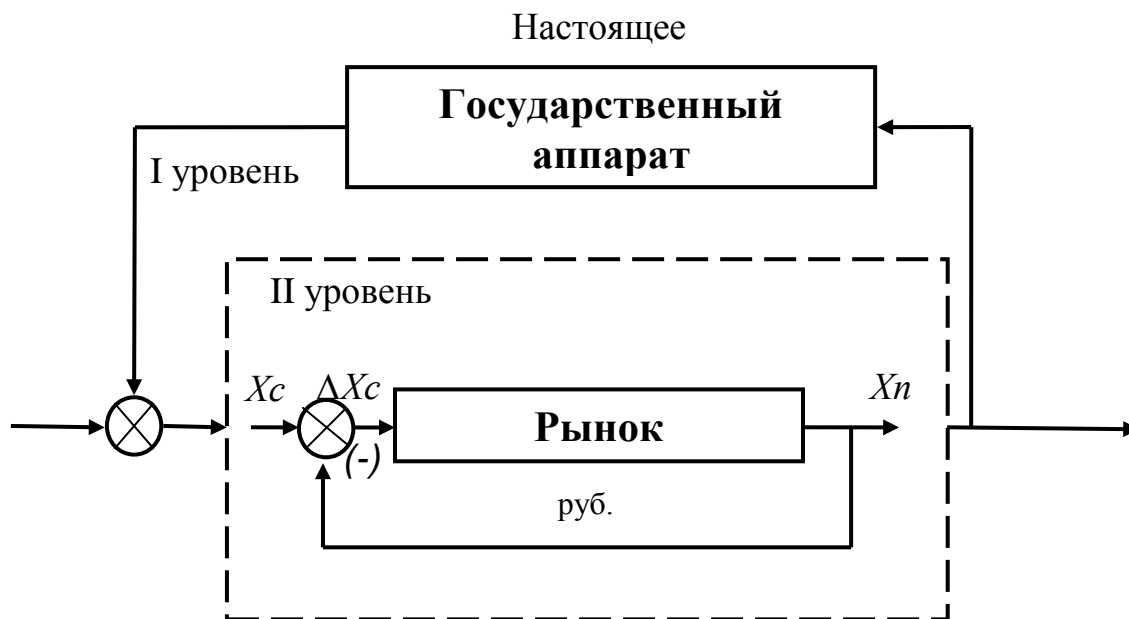 Настоящее
Государственный
аппарат
I уровень
II уровень
Xc
ΔXc
Xn
Рынок
(-)
руб.